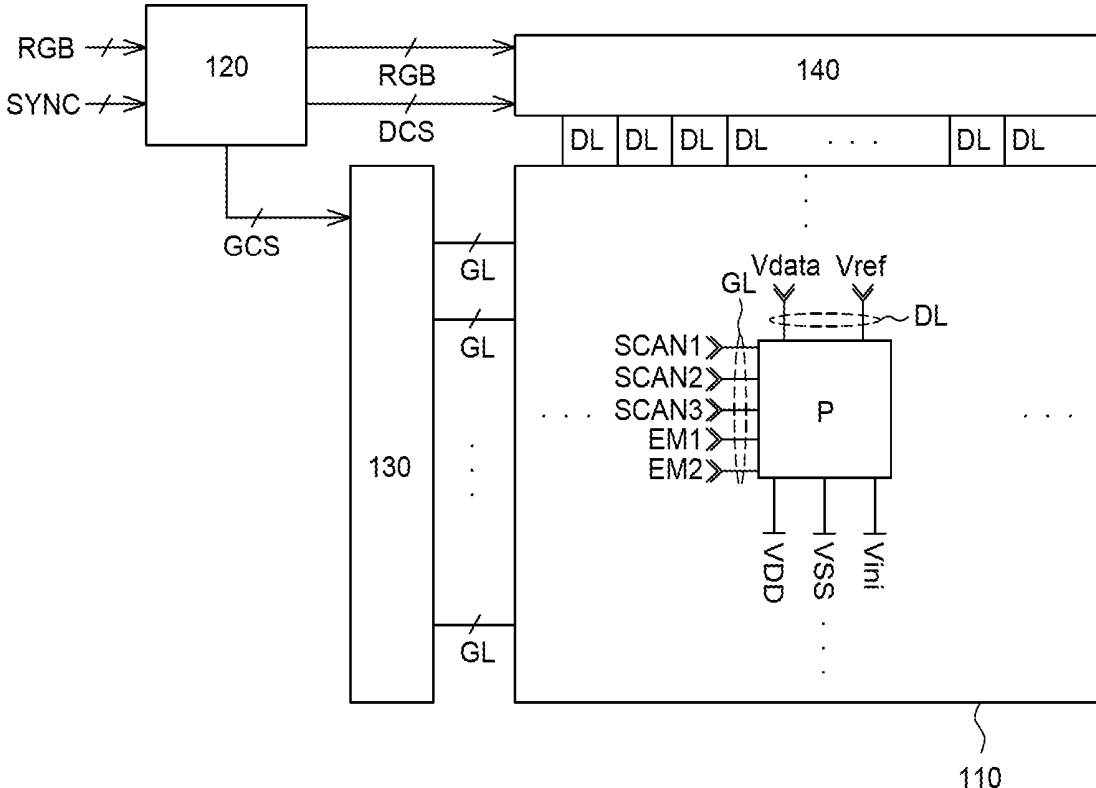 RGB
120
RGB
140
SYNC
DCS
DL DL DL DL . . . DL DL
GCS
GL
GL
Vdata Vref
GL
DL
SCAN1
SCAN2
SCAN3
EM1
EM2
P
. . .
. . .
130
VDD
VSS
Vini
GL
110